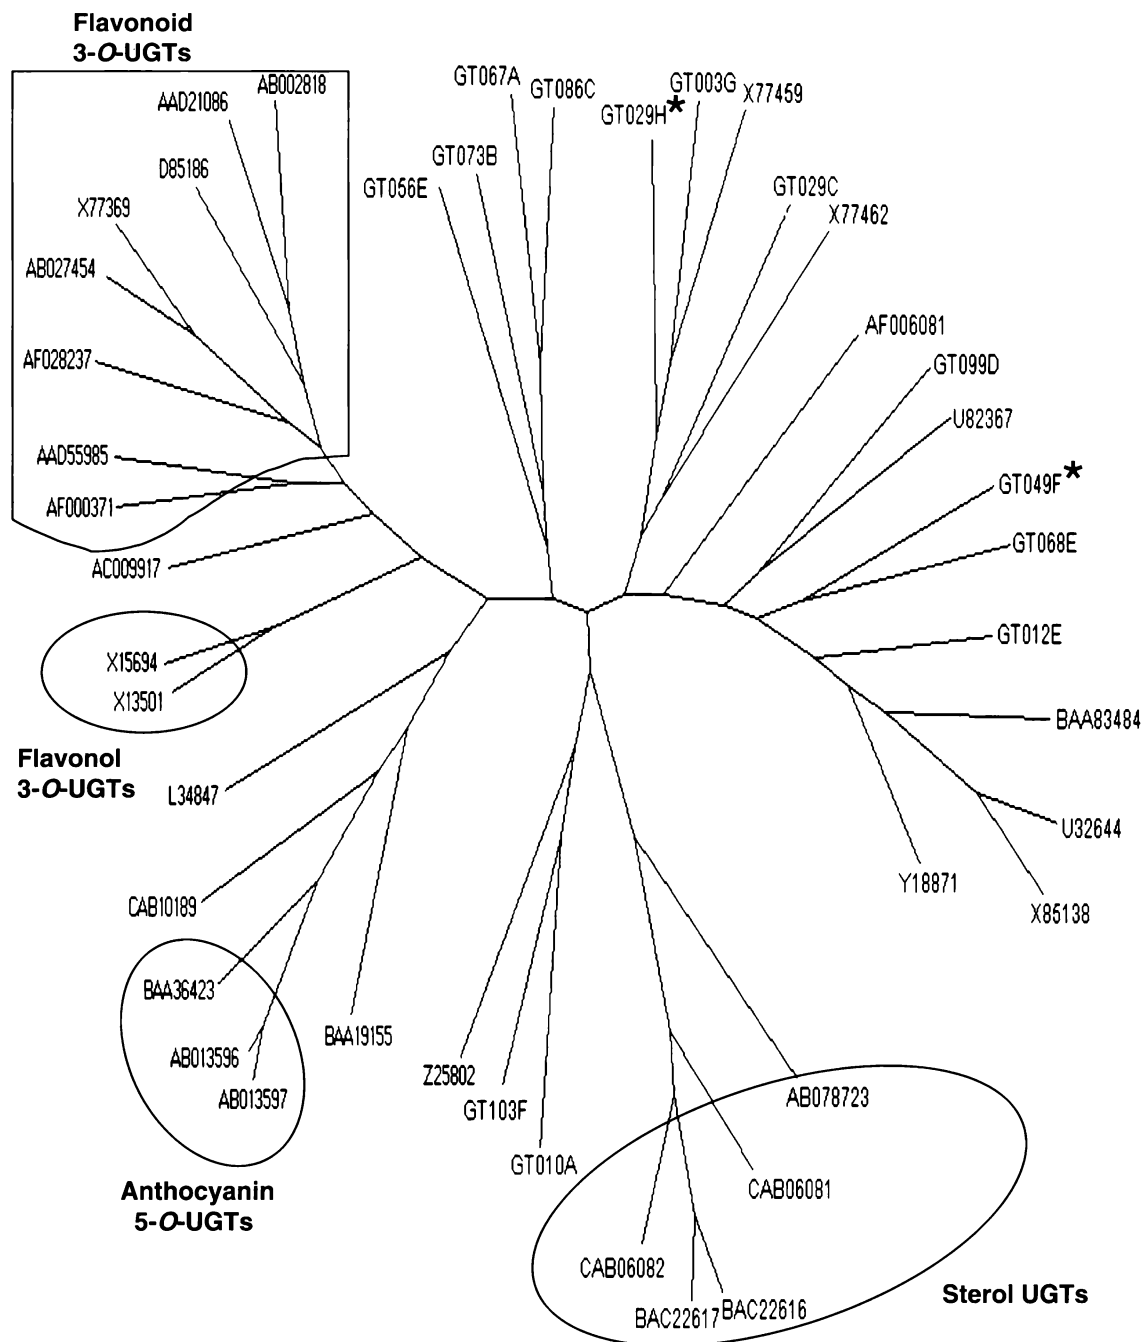 Flavonoid
3-O-UGTs
AB002818
AAD21086
D85186
X77369
AB027454
AF028237
AAD55985
AF000371
AC009917
X15694
X13501
Flavonol
3-O-UGTs
L34847
CAB10189
BAA36423
AB013596
AB013597
Anthocyanin
5-O-UGTs
BAA19155
GT056E
GT073B
GT067A
GT086C
GT029H*
GT003G
X77459
GT029C
X77462
AF006081
GT099D
U82367
GT049F*
GT068E
GT012E
BAA83484
U32644
X85138
Y18871
Z25802
GT103F
GT010A
AB078723
CAB06081
CAB06082
BAC22617
BAC22616
Sterol UGTs